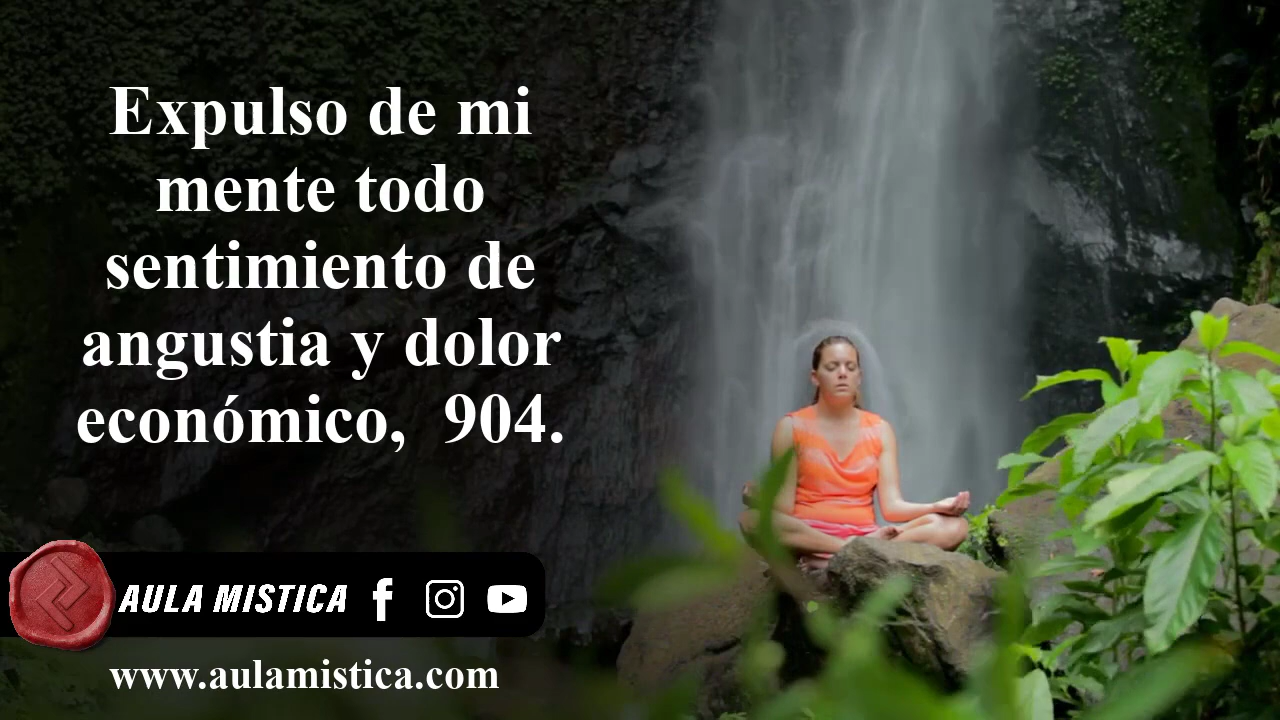 Expulso de mi
mente todo
sentimiento de
angustia y dolor
económico, 904.
AULA MISTICA
www.aulamistica.com